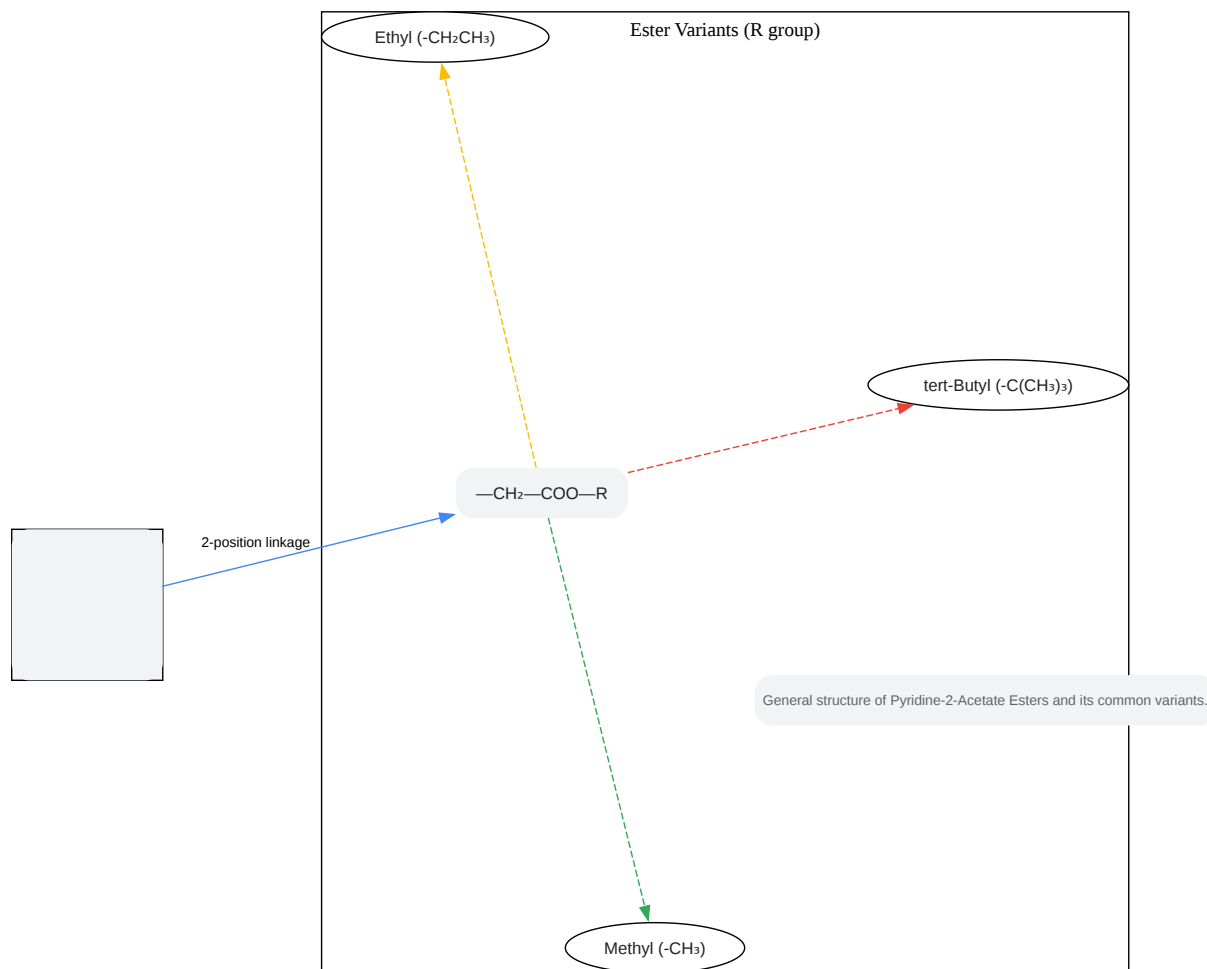 Ester Variants (R group)
Ethyl (-CH₂CH₃)
tert-Butyl (-C(CH₃)₃)
—CH₂—COO—R
2-position linkage
General structure of Pyridine-2-Acetate Esters and its common variants.
Methyl (-CH₃)